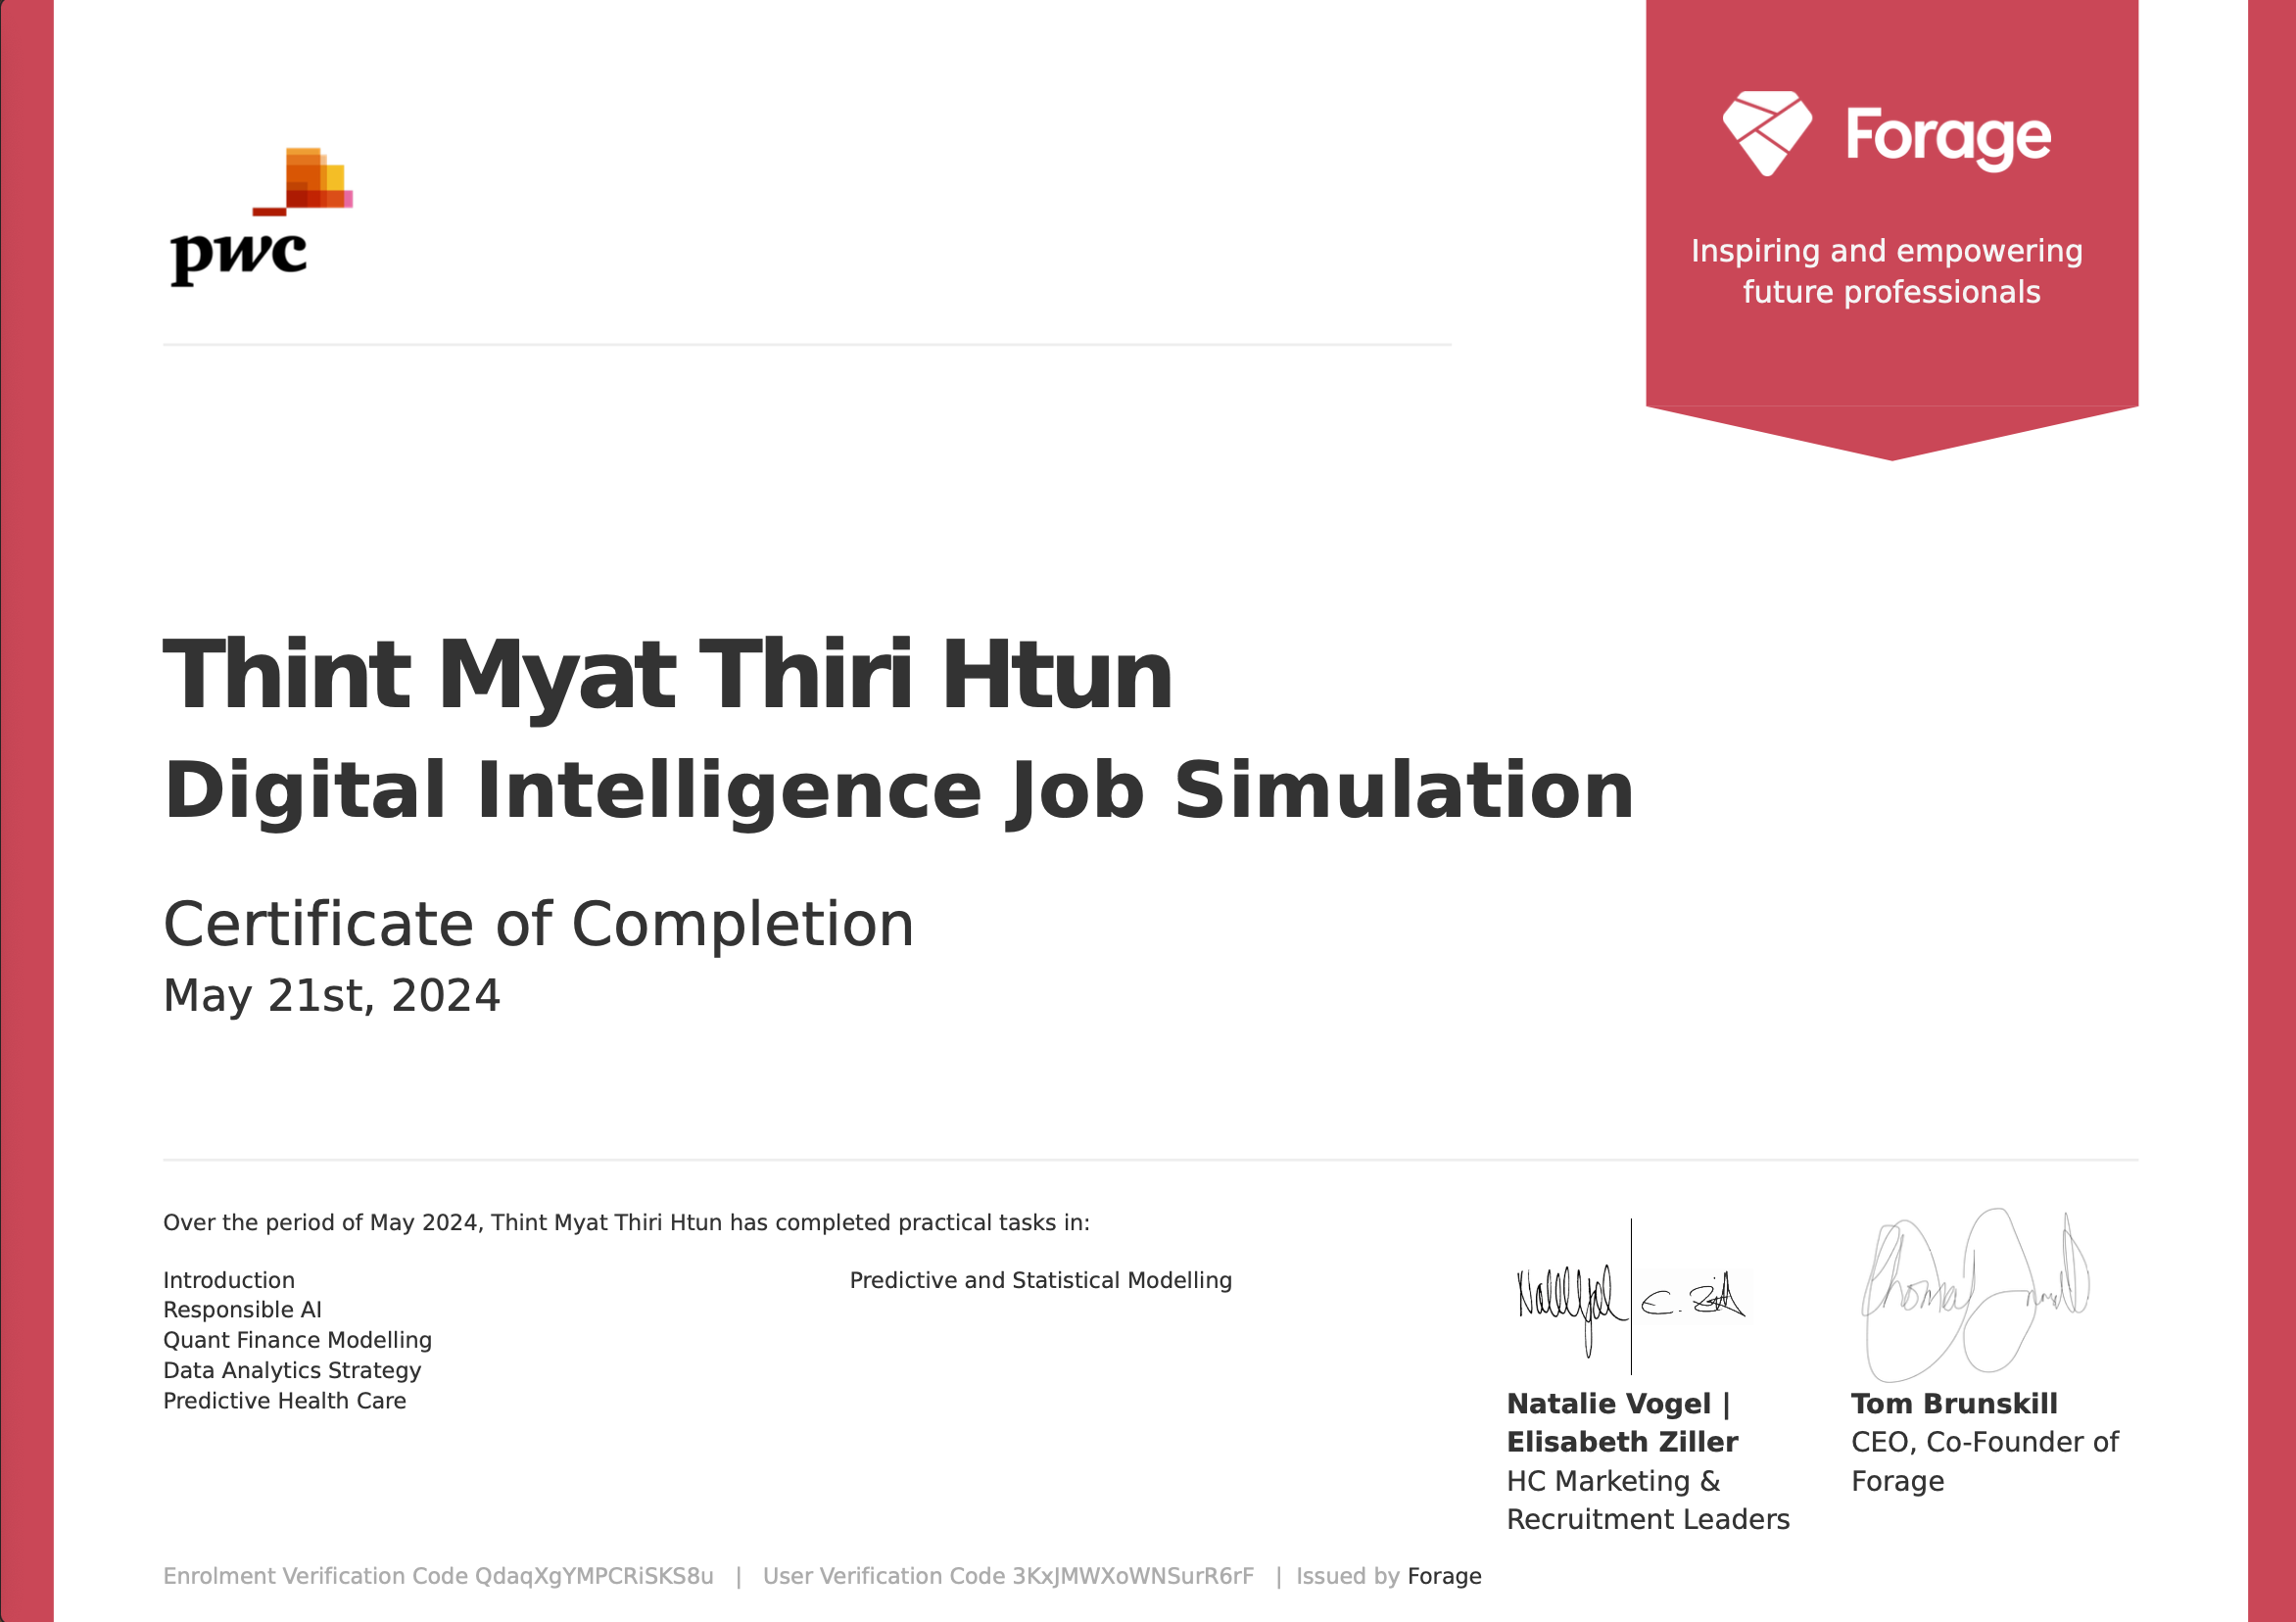 pwc
Forage
Inspiring and empowering
future professionals
Thint Myat Thiri Htun
Digital Intelligence Job Simulation
Certificate of Completion
May 21st, 2024
Over the period of May 2024, Thint Myat Thiri Htun has completed practical tasks in:
Introduction
Responsible AI
Quant Finance Modelling
Data Analytics Strategy
Predictive Health Care
Predictive and Statistical Modelling
E. Zill
Natalie Vogel |
Elisabeth Ziller
HC Marketing &
Recruitment Leaders
Tom Brunskill
CEO, Co-Founder of
Forage
Enrolment Verification Code QdaqXgYMPCRiSKS8u | User Verification Code 3KxJMWXoWNSurR6rF | Issued by Forage